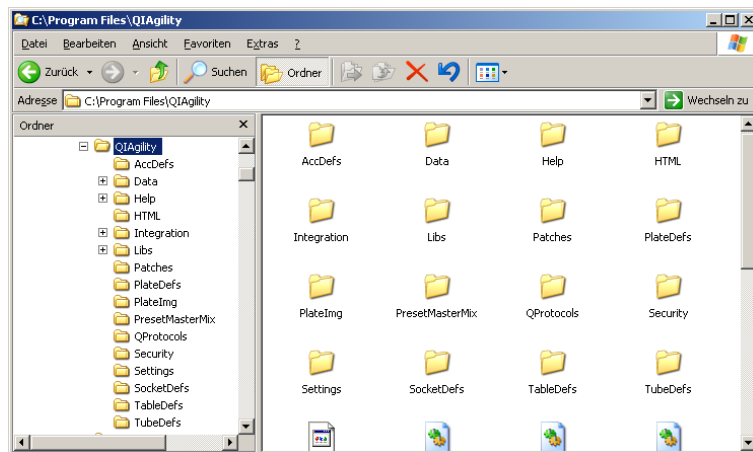 C:\Program Files\QIAgility
Datei Bearbeiten Ansicht Favoriten Extras ?
Zurück Suchen Ordner
Adresse C:\Program Files\QIAgility Wechseln zu
Ordner
QIAgility
AccDefs
Data
Help
HTML
Integration
Libs
Patches
PlateDefs
PlateImg
PresetMasterMix
QProtocols
Security
Settings
SocketDefs
TableDefs
TubeDefs
AccDefs Data Help HTML
Integration Libs Patches PlateDefs
PlateImg PresetMasterMix QProtocols Security
Settings SocketDefs TableDefs TubeDefs